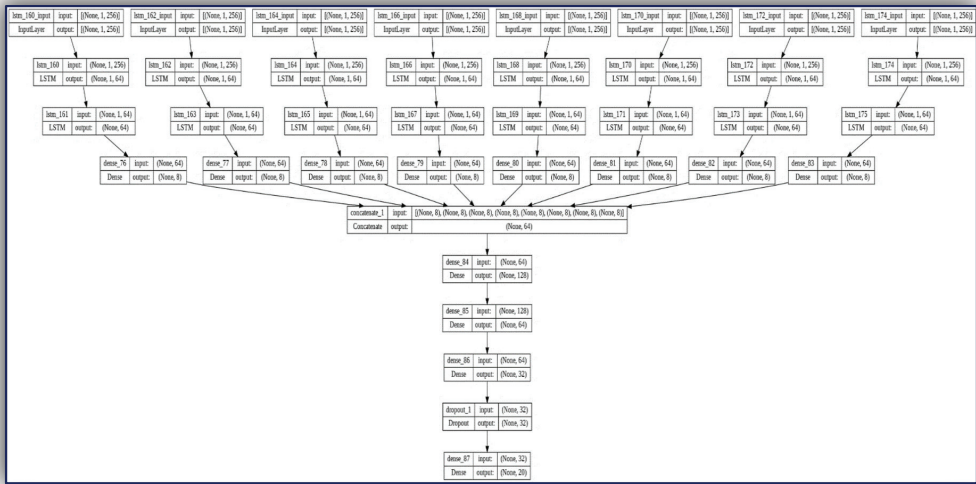 lstm_160_input input: [(None, 1, 256)] lstm_162_input input: [(None, 1, 256)] lstm_164_input input: [(None, 1, 256)] lstm_166_input input: [(None, 1, 256)] lstm_168_input input: [(None, 1, 256)] lstm_170_input input: [(None, 1, 256)] lstm_172_input input: [(None, 1, 256)] lstm_174_input input: [(None, 1, 256)]
InputLayer output: [(None, 1, 256)] InputLayer output: [(None, 1, 256)] InputLayer output: [(None, 1, 256)] InputLayer output: [(None, 1, 256)] InputLayer output: [(None, 1, 256)] InputLayer output: [(None, 1, 256)] InputLayer output: [(None, 1, 256)] InputLayer output: [(None, 1, 256)]
lstm_160 input: (None, 1, 256) lstm_162 input: (None, 1, 256) lstm_164 input: (None, 1, 256) lstm_166 input: (None, 1, 256) lstm_168 input: (None, 1, 256) lstm_170 input: (None, 1, 256) lstm_172 input: (None, 1, 256) lstm_174 input: (None, 1, 256)
LSTM output: (None, 1, 64) LSTM output: (None, 1, 64) LSTM output: (None, 1, 64) LSTM output: (None, 1, 64) LSTM output: (None, 1, 64) LSTM output: (None, 1, 64) LSTM output: (None, 1, 64) LSTM output: (None, 1, 64)
lstm_161 input: (None, 1, 64) lstm_163 input: (None, 1, 64) lstm_165 input: (None, 1, 64) lstm_167 input: (None, 1, 64) lstm_169 input: (None, 1, 64) lstm_171 input: (None, 1, 64) lstm_173 input: (None, 1, 64) lstm_175 input: (None, 1, 64)
LSTM output: (None, 64) LSTM output: (None, 64) LSTM output: (None, 64) LSTM output: (None, 64) LSTM output: (None, 64) LSTM output: (None, 64) LSTM output: (None, 64) LSTM output: (None, 64)
dense_76 input: (None, 64) dense_77 input: (None, 64) dense_78 input: (None, 64) dense_79 input: (None, 64) dense_80 input: (None, 64) dense_81 input: (None, 64) dense_82 input: (None, 64) dense_83 input: (None, 64)
Dense output: (None, 8) Dense output: (None, 8) Dense output: (None, 8) Dense output: (None, 8) Dense output: (None, 8) Dense output: (None, 8) Dense output: (None, 8) Dense output: (None, 8)
concatenate_1 input: [(None, 8), (None, 8), (None, 8), (None, 8), (None, 8), (None, 8), (None, 8), (None, 8)]
Concatenate output: (None, 64)
dense_84 input: (None, 64)
Dense output: (None, 128)
dense_85 input: (None, 128)
Dense output: (None, 64)
dense_86 input: (None, 64)
Dense output: (None, 32)
dropout_1 input: (None, 32)
Dropout output: (None, 32)
dense_87 input: (None, 32)
Dense output: (None, 20)